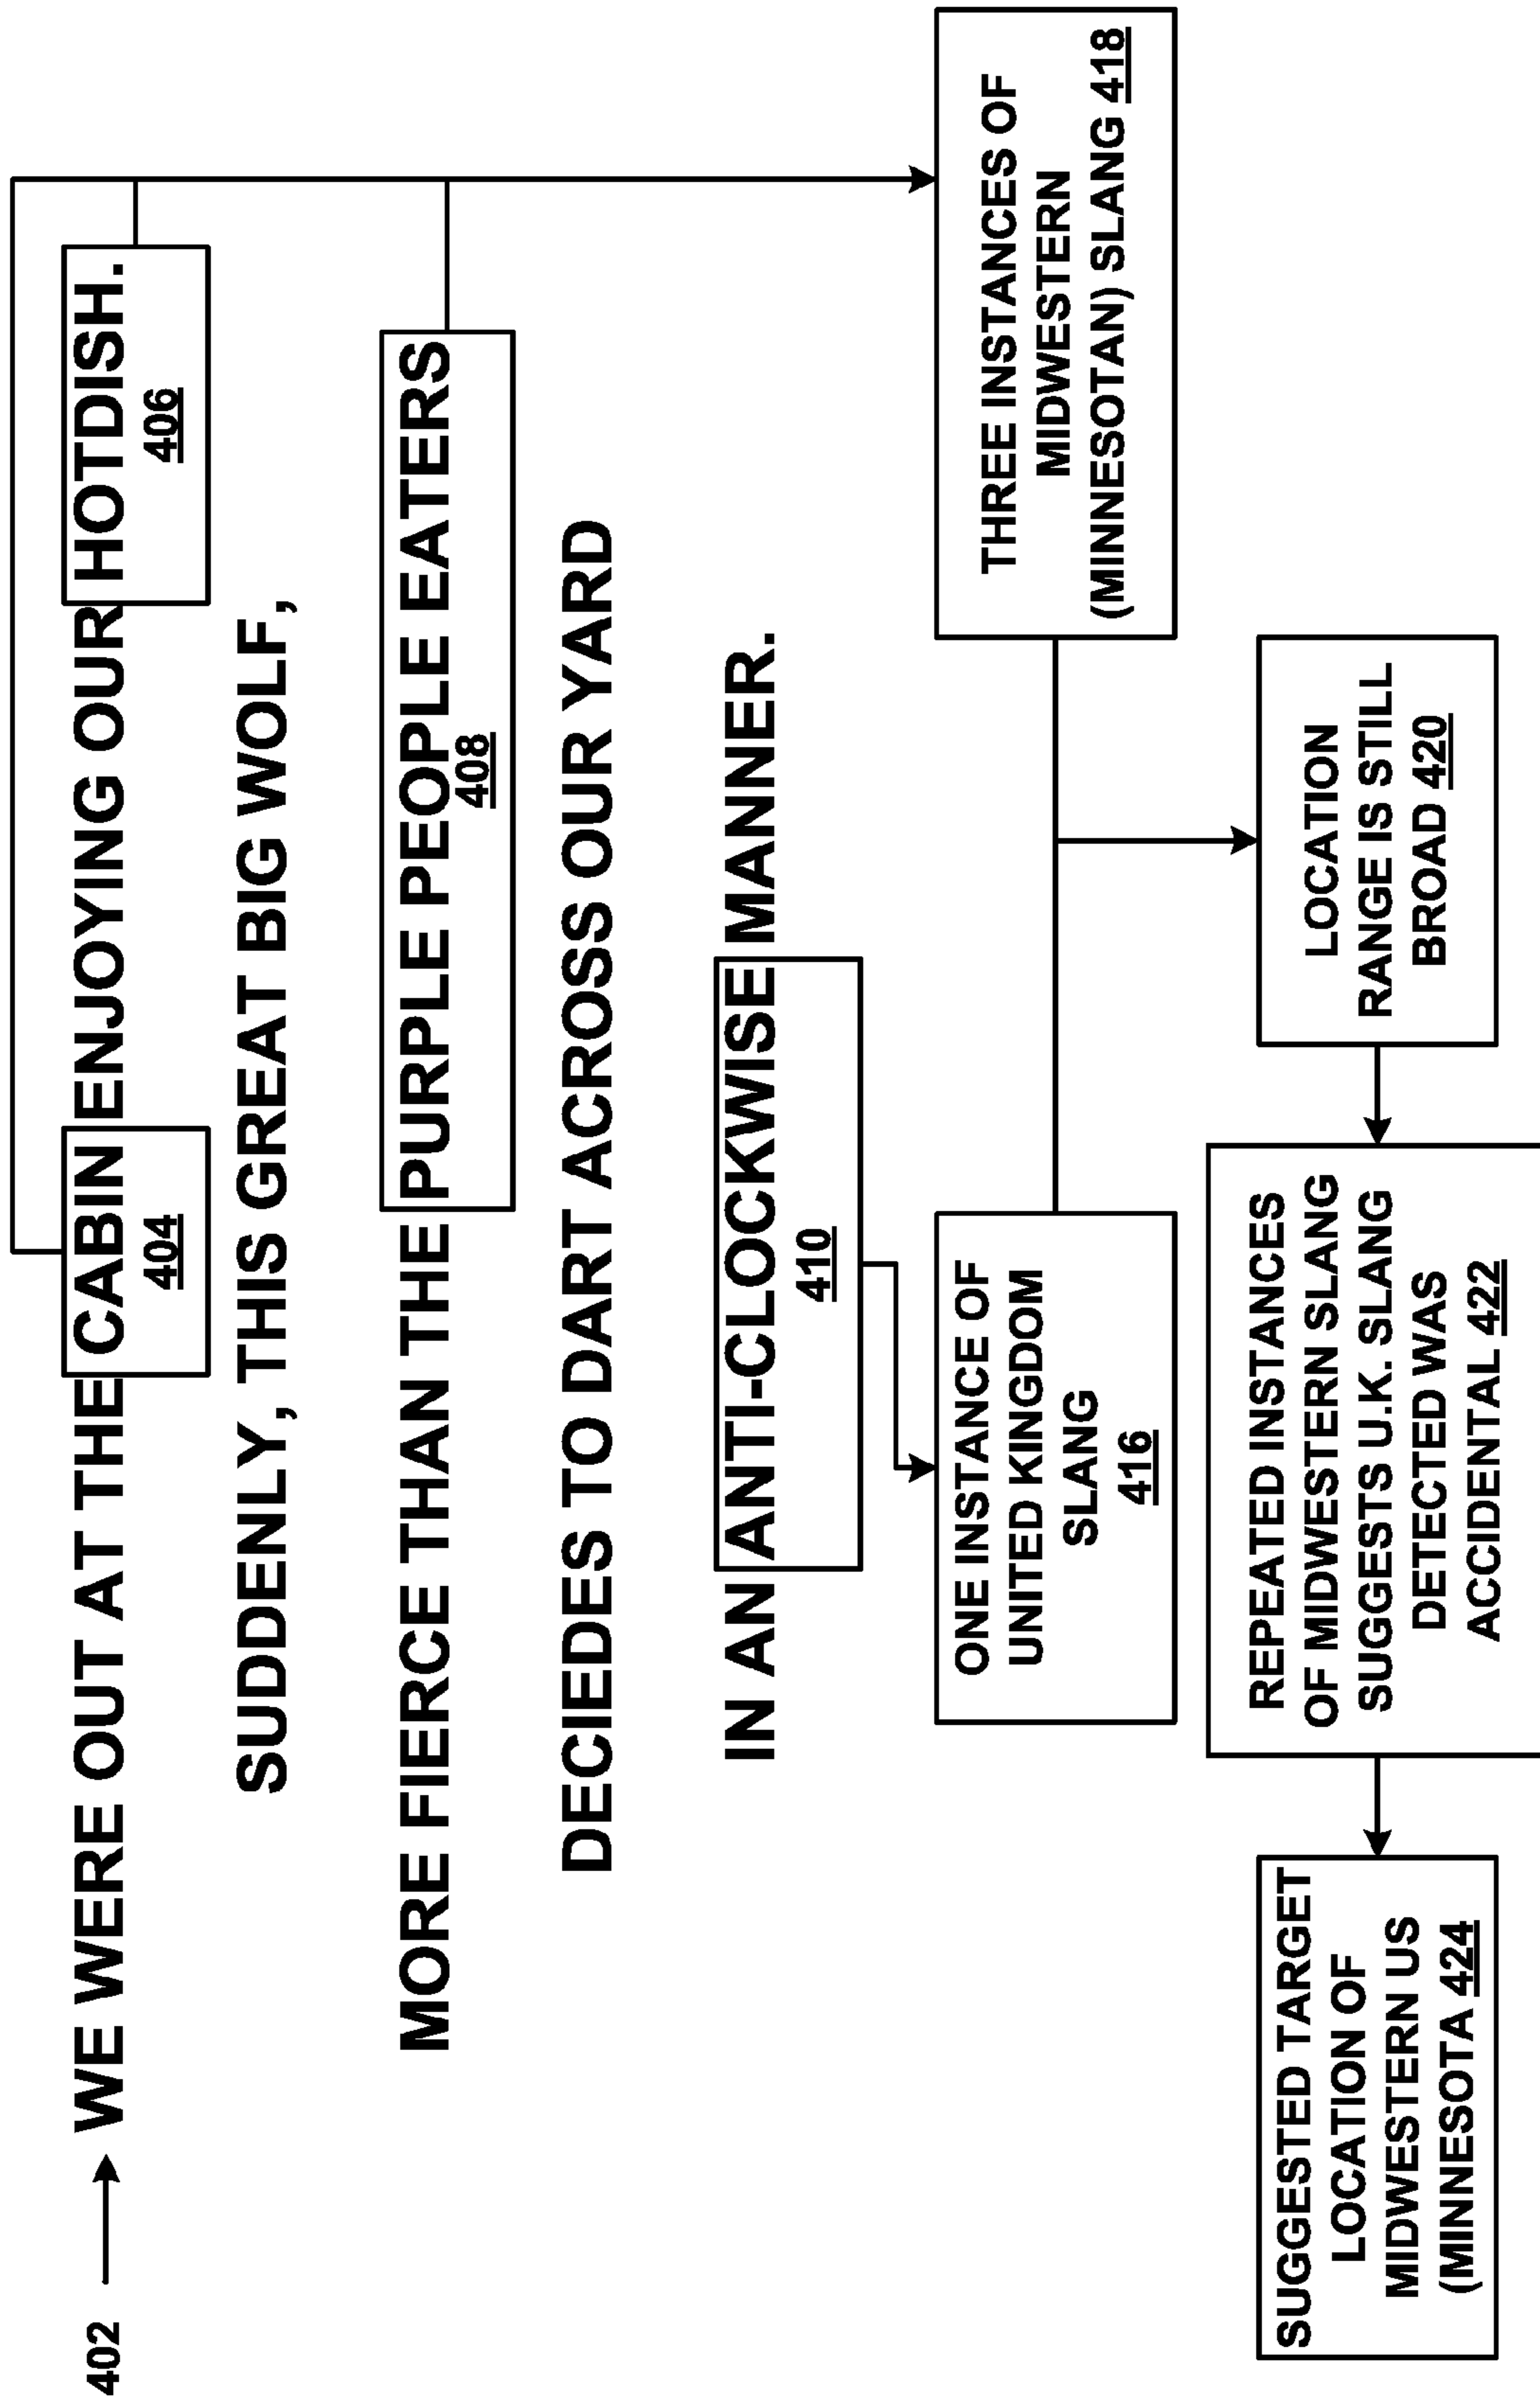 402
WE WERE OUT AT THE CABIN ENJOYING OUR HOTDISH.
404
406
SUDDENLY, THIS GREAT BIG WOLF,
MORE FIERCE THAN THE PURPLE PEOPLE EATERS
408
DECIEDES TO DART ACROSS OUR YARD
IN AN ANTI-CLOCKWISE MANNER.
410
ONE INSTANCE OF
UNITED KINGDOM
SLANG
416
THREE INSTANCES OF
MIDWESTERN
(MINNESOTAN) SLANG 418
SUGGESTED TARGET
LOCATION OF
MIDWESTERN US
(MINNESOTA 424
REPEATED INSTANCES
OF MIDWESTERN SLANG
SUGGESTS U.K. SLANG
DETECTED WAS
ACCIDENTAL 422
LOCATION
RANGE IS STILL
BROAD 420